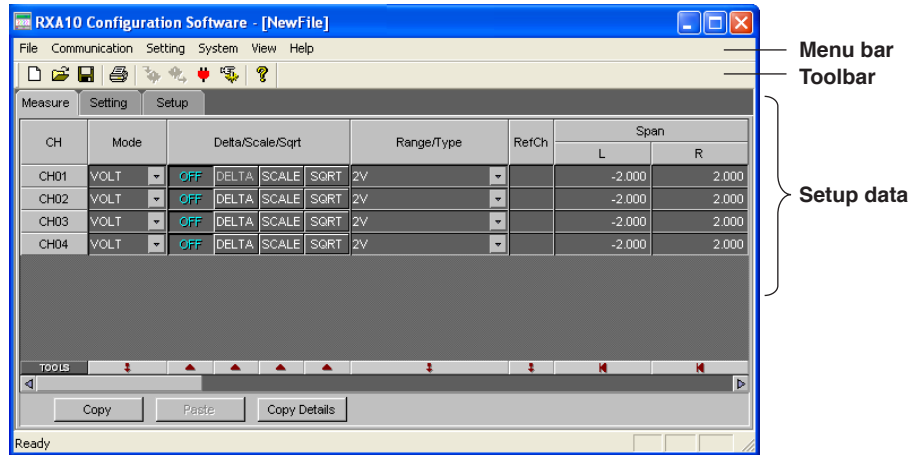 RXA10 Configuration Software - [NewFile]
File Communication Setting System View Help
Menu bar
Toolbar
Measure Setting Setup
CH Mode Delta/Scale/Sqrt Range/Type RefCh Span
L R
CH01 VOLT OFF DELTA SCALE SQRT 2V -2.000 2.000
CH02 VOLT OFF DELTA SCALE SQRT 2V -2.000 2.000
Setup data
CH03 VOLT OFF DELTA SCALE SQRT 2V -2.000 2.000
CH04 VOLT OFF DELTA SCALE SQRT 2V -2.000 2.000
TOOLS
Copy Paste Copy Details
Ready